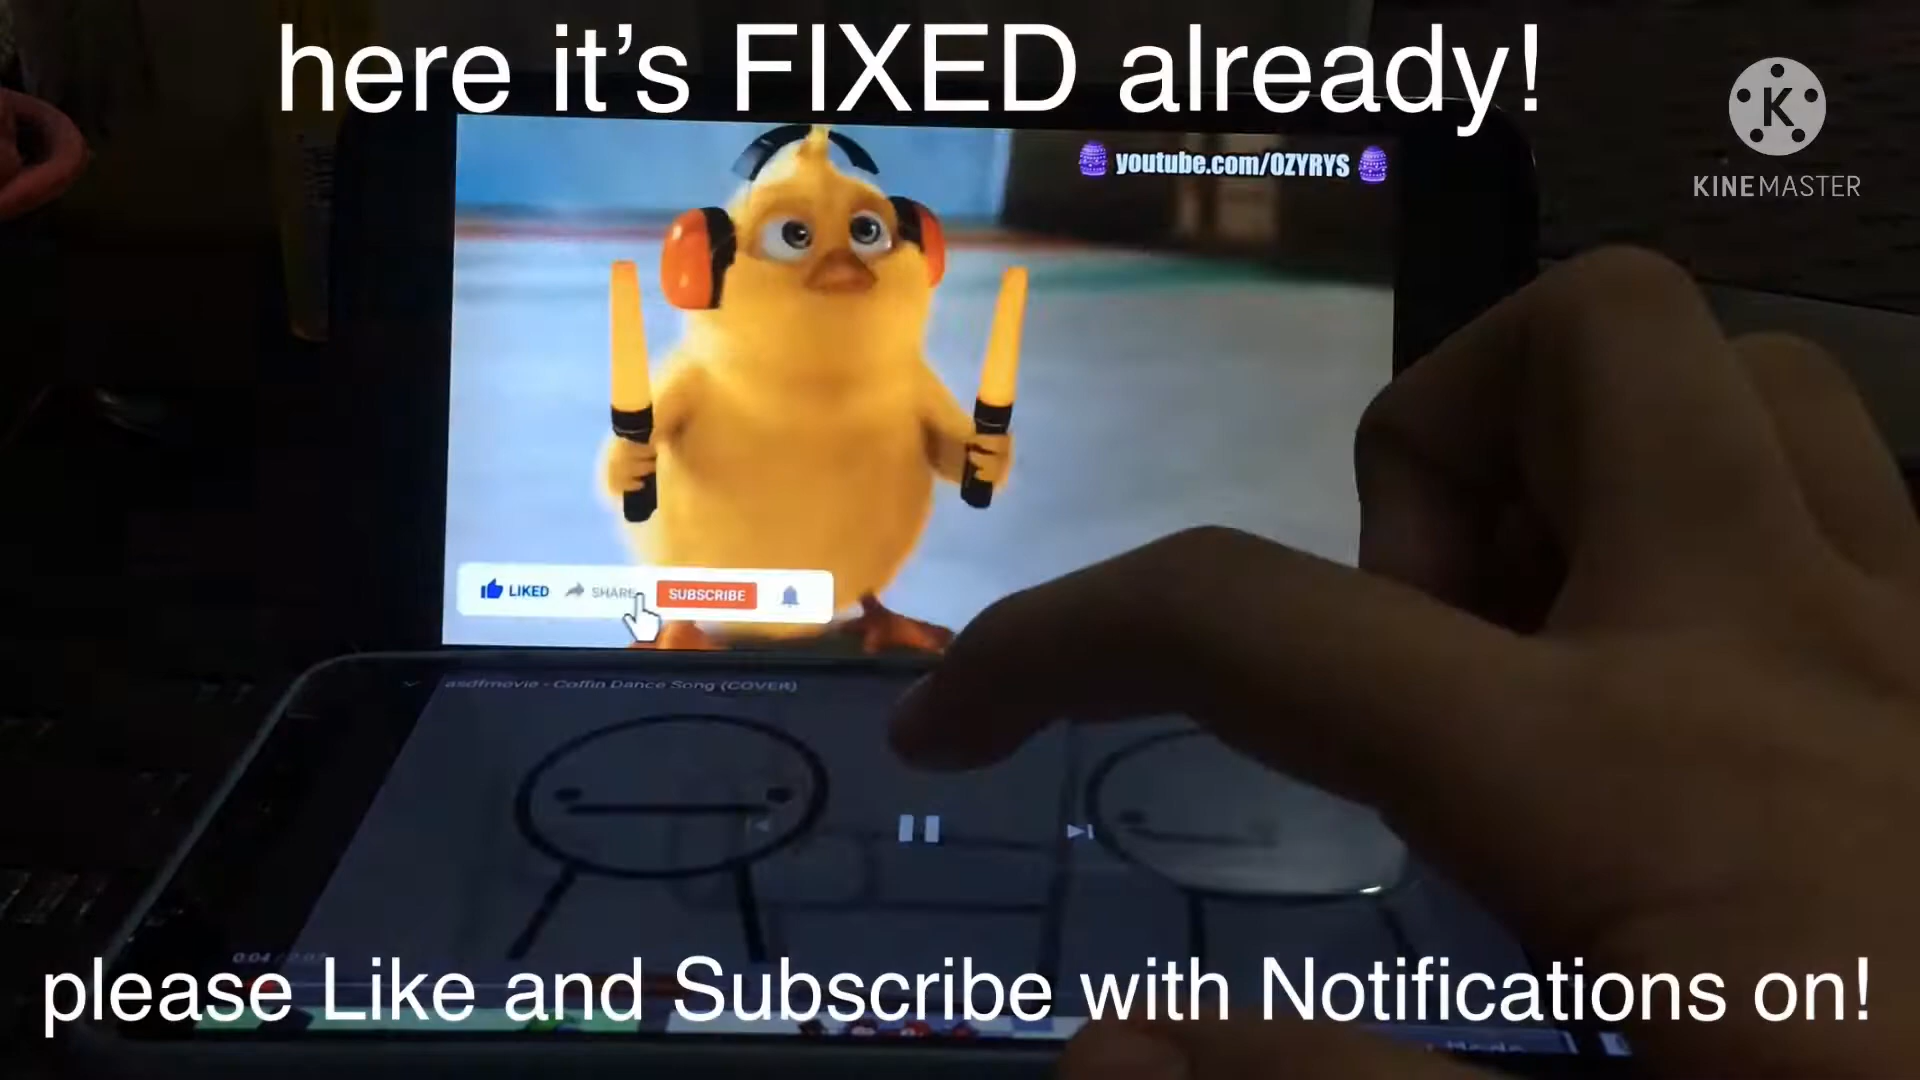 here it’s FIXED already!
KINEMASTER
youtube.com/OZYRYS
LIKED SHARE SUBSCRIBE
asdfmovie - Coffin Dance Song (COVER)
please Like and Subscribe with Notifications on!